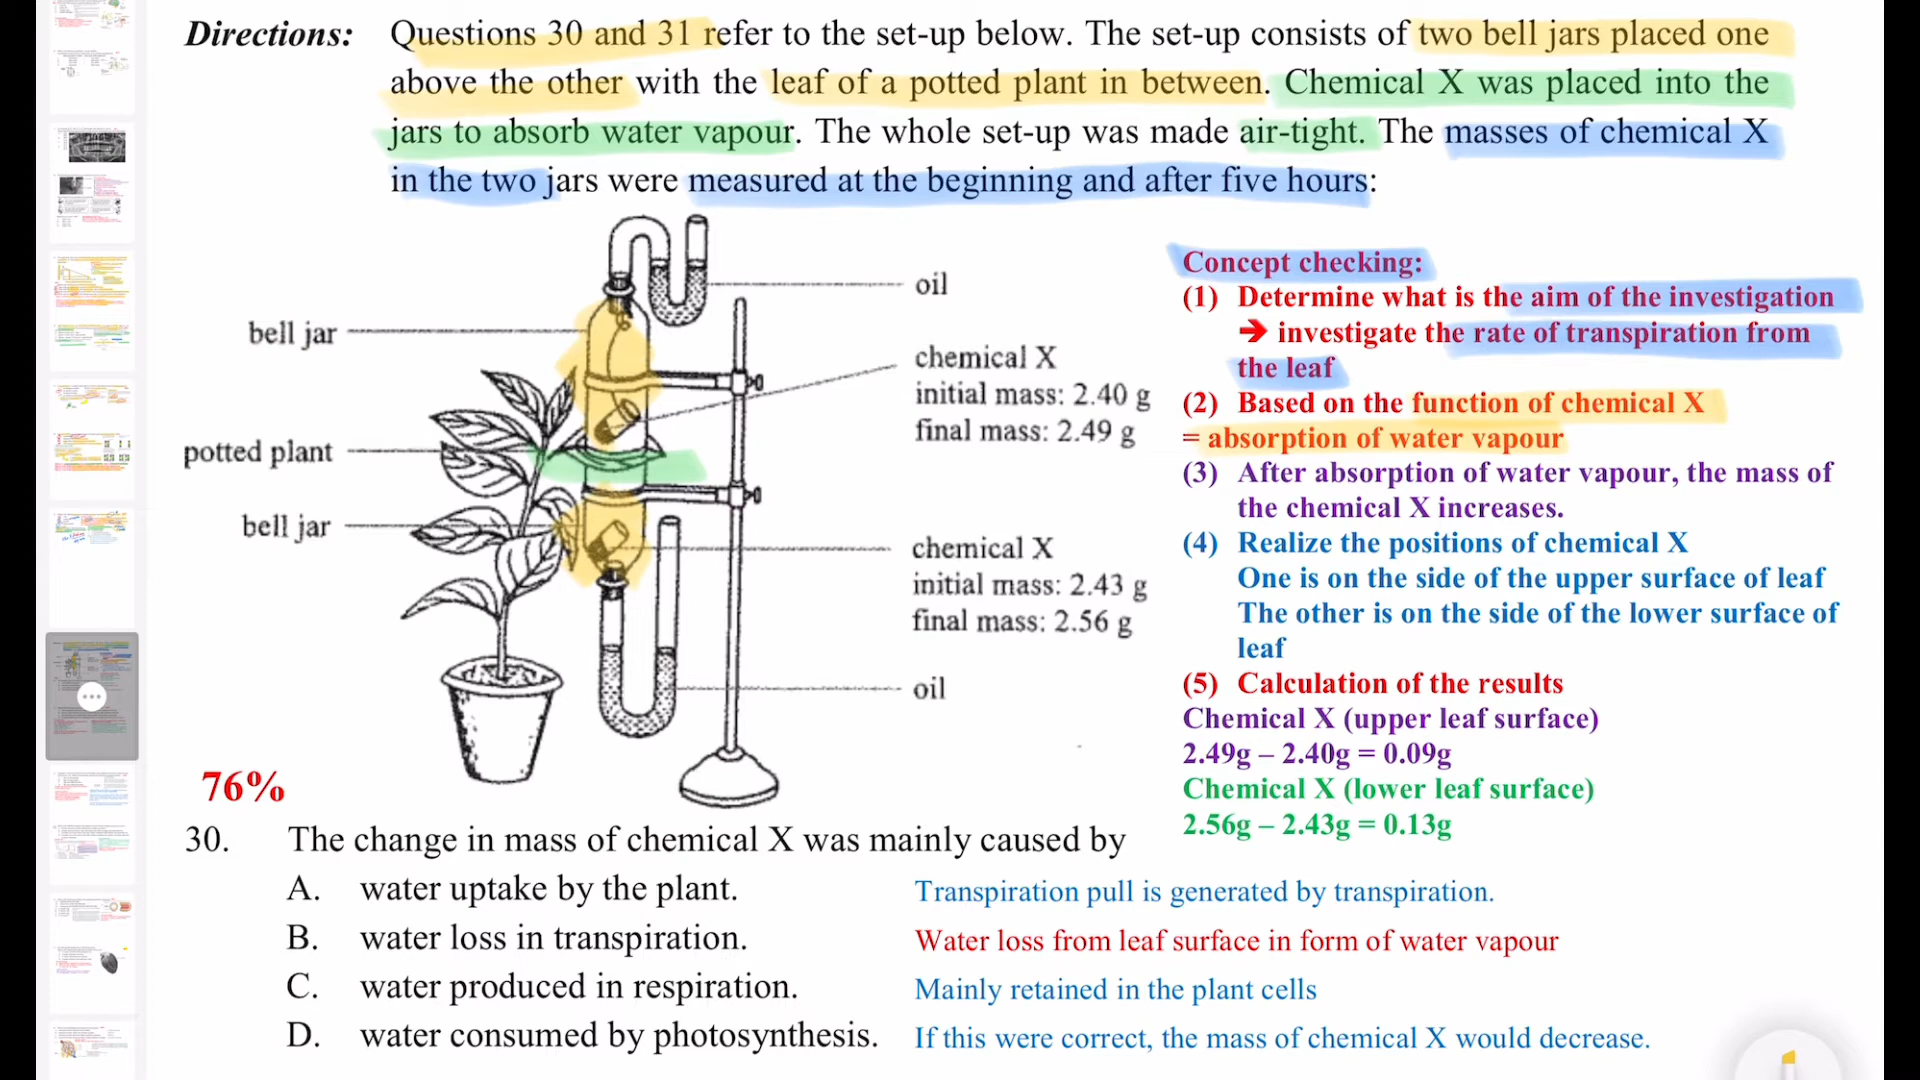 Directions: Questions 30 and 31 refer to the set-up below. The set-up consists of two bell jars placed one
above the other with the leaf of a potted plant in between. Chemical X was placed into the
jars to absorb water vapour. The whole set-up was made air-tight. The masses of chemical X
in the two jars were measured at the beginning and after five hours:
oil
bell jar
chemical X
initial mass: 2.40 g
final mass: 2.49 g
potted plant
bell jar
chemical X
initial mass: 2.43 g
final mass: 2.56 g
oil
Concept checking:
(1) Determine what is the aim of the investigation
➔ investigate the rate of transpiration from
the leaf
(2) Based on the function of chemical X
= absorption of water vapour
(3) After absorption of water vapour, the mass of
the chemical X increases.
(4) Realize the positions of chemical X
One is on the side of the upper surface of leaf
The other is on the side of the lower surface of
leaf
(5) Calculation of the results
Chemical X (upper leaf surface)
2.49g – 2.40g = 0.09g
Chemical X (lower leaf surface)
2.56g – 2.43g = 0.13g
76%
30. The change in mass of chemical X was mainly caused by
A. water uptake by the plant. Transpiration pull is generated by transpiration.
B. water loss in transpiration. Water loss from leaf surface in form of water vapour
C. water produced in respiration. Mainly retained in the plant cells
D. water consumed by photosynthesis. If this were correct, the mass of chemical X would decrease.